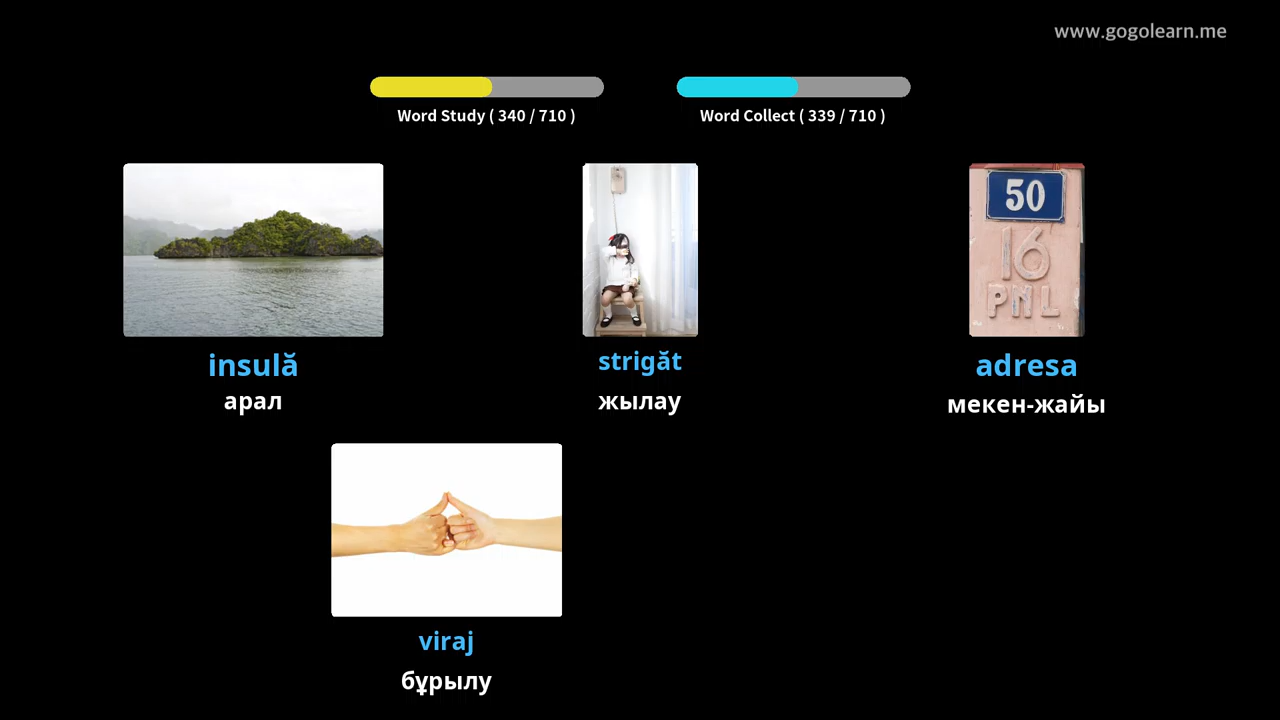 www.gogolearn.me
Word Study ( 340 / 710 )
Word Collect ( 339 / 710 )
50
16
PNL
insulă
арал
strigăt
жылау
adresa
мекен-жайы
viraj
бұрылу